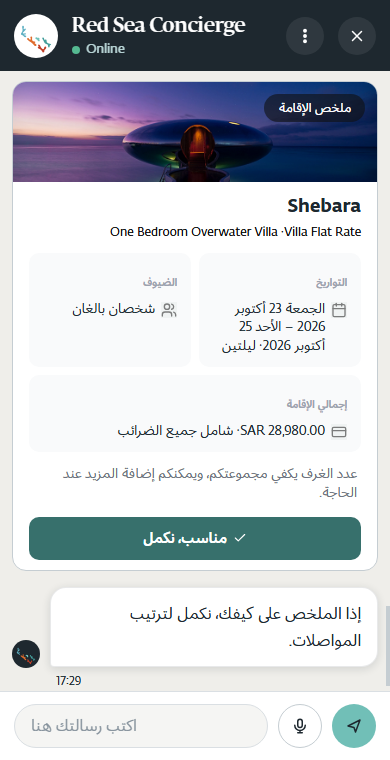 Red Sea Concierge
Online
ملخص الإقامة
Shebara
One Bedroom Overwater Villa ·Villa Flat Rate
التواريخ
الجمعة 23 أكتوبر
2026 – الأحد 25
أكتوبر 2026· ليلتين
الضيوف
شخصان بالغان
إجمالي الإقامة
SAR 28,980.00· شامل جميع الضرائب
عدد الغرف يكفي مجموعتكم، ويمكنكم إضافة المزيد عند
الحاجة.
مناسب، نكمل
إذا الملخص على كيفك، نكمل لترتيب
المواصلات.
17:29
اكتب رسالتك هنا